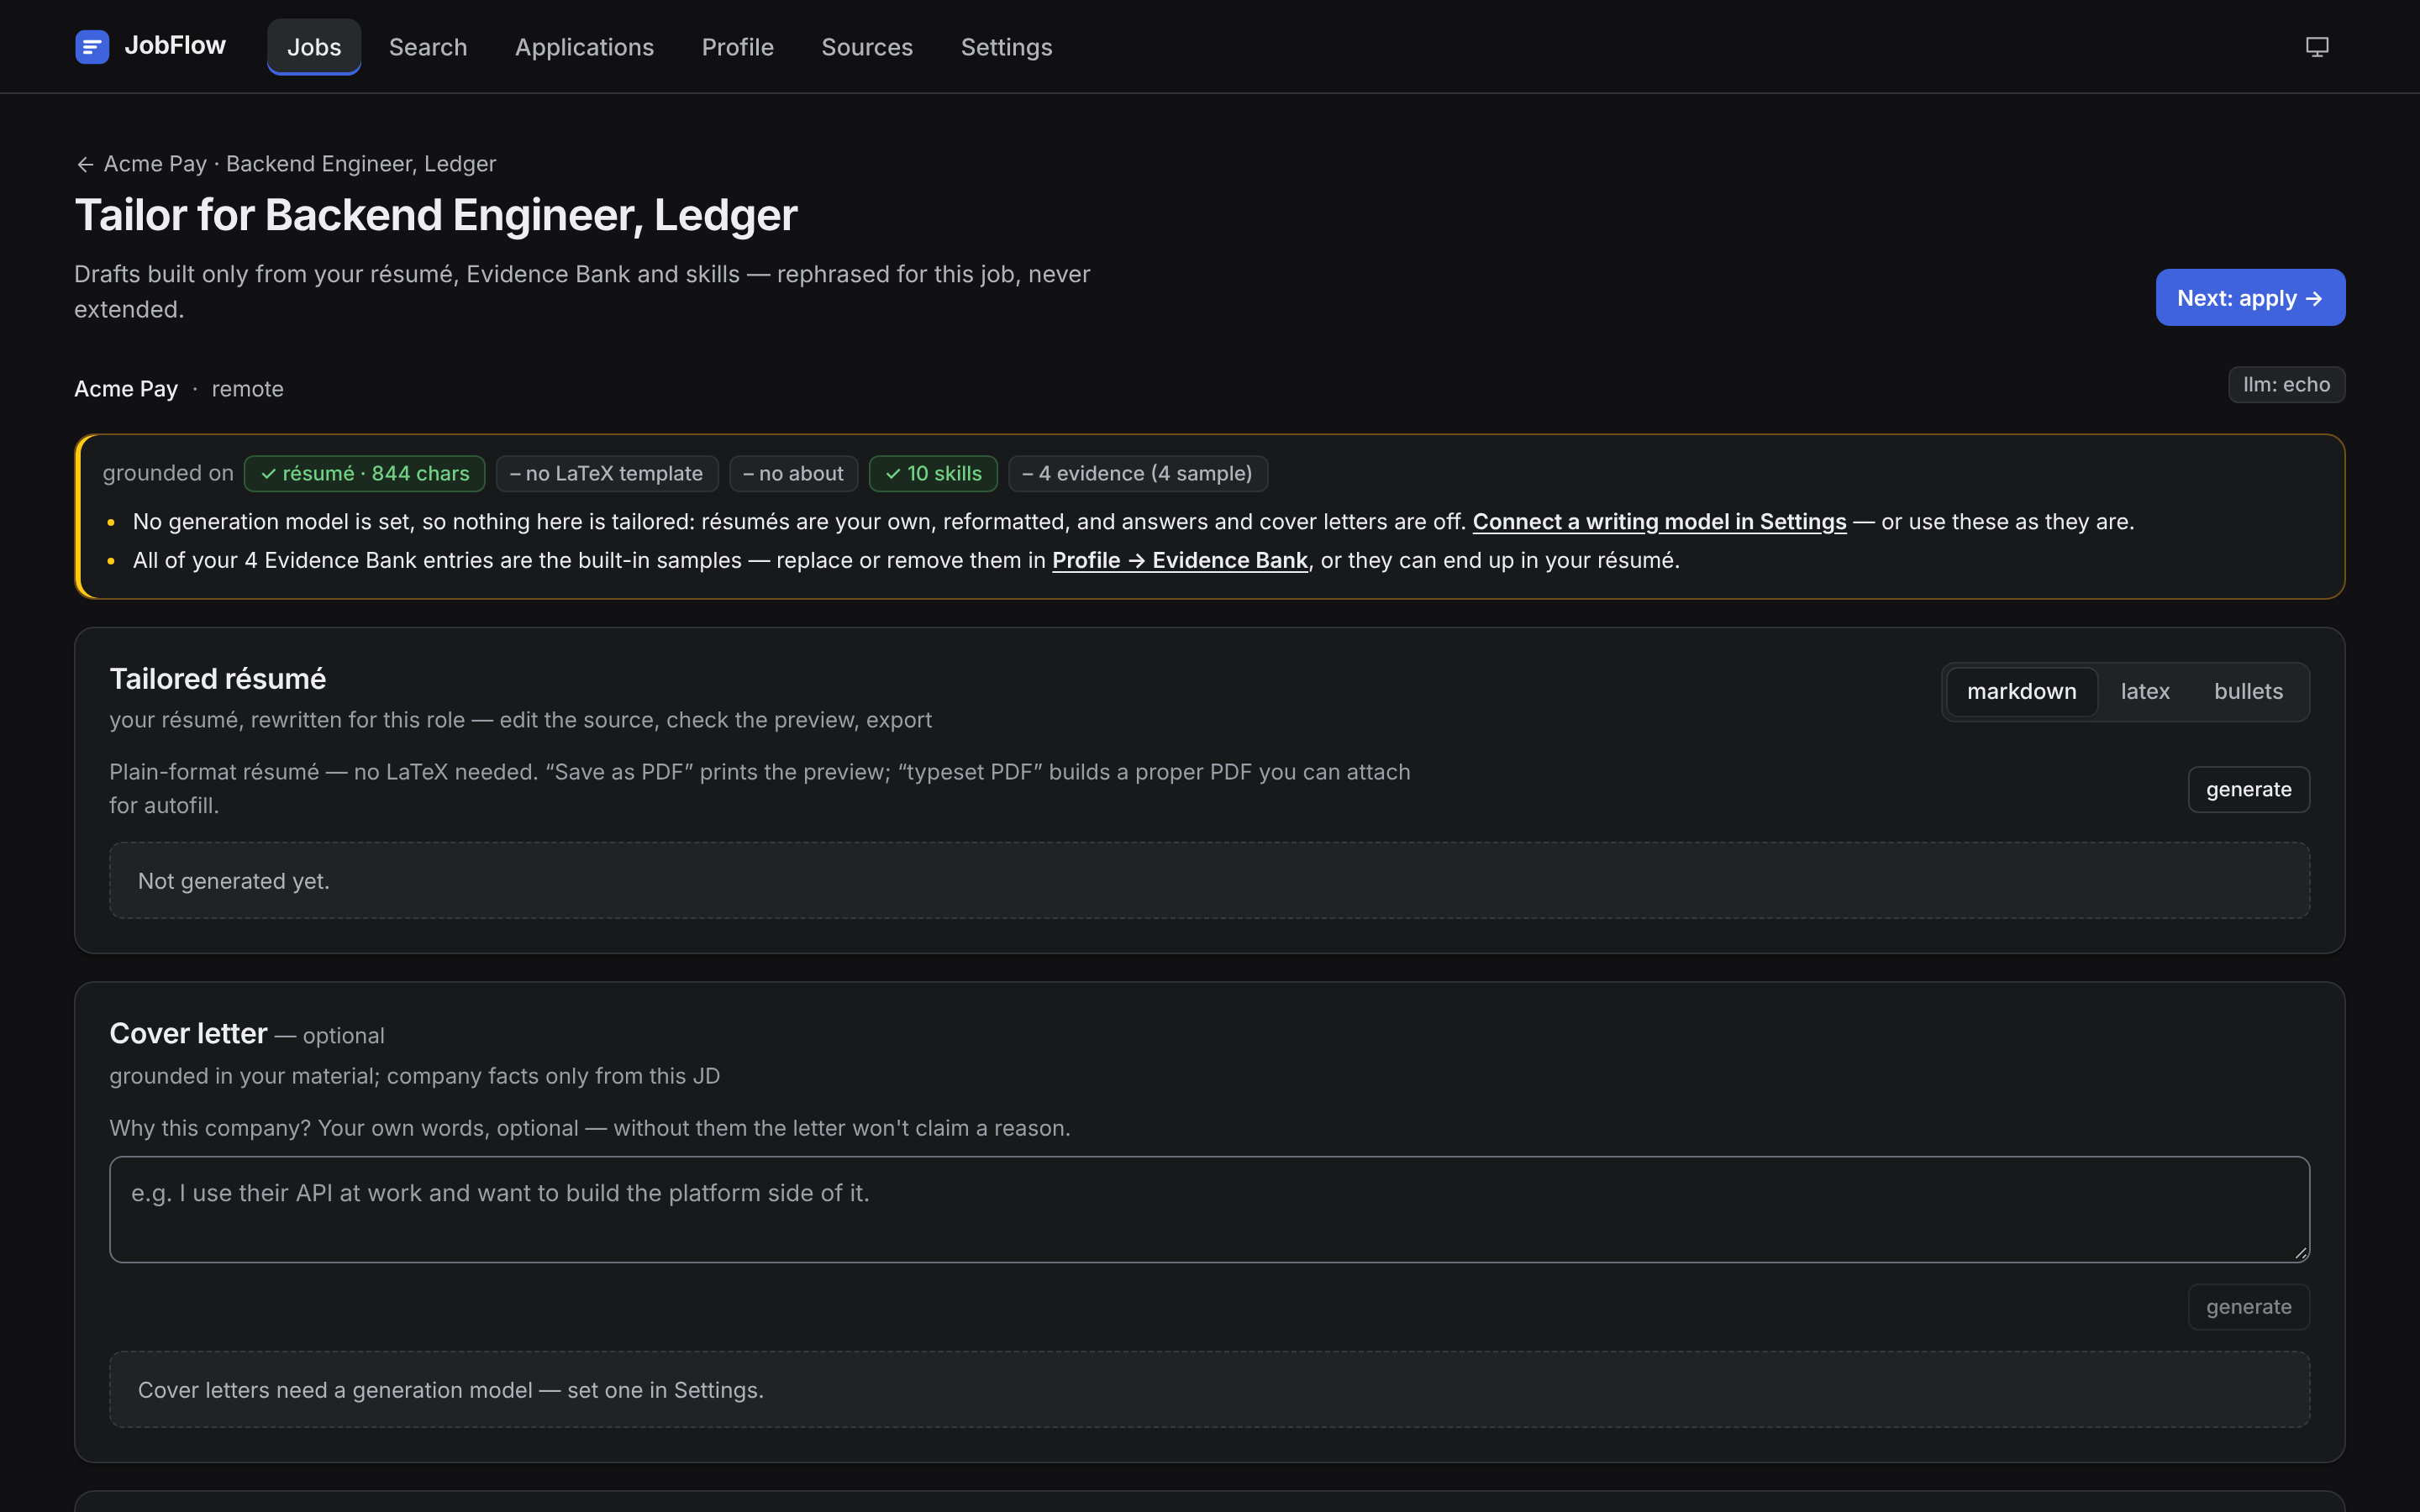 JobFlow
Jobs
Search
Applications
Profile
Sources
Settings
← Acme Pay · Backend Engineer, Ledger
Tailor for Backend Engineer, Ledger
Drafts built only from your résumé, Evidence Bank and skills — rephrased for this job, never
extended.
Next: apply →
Acme Pay · remote
llm: echo
grounded on ✓ résumé · 844 chars – no LaTeX template – no about ✓ 10 skills – 4 evidence (4 sample)
• No generation model is set, so nothing here is tailored: résumés are your own, reformatted, and answers and cover letters are off. Connect a writing model in Settings — or use these as they are.
• All of your 4 Evidence Bank entries are the built-in samples — replace or remove them in Profile → Evidence Bank, or they can end up in your résumé.
Tailored résumé
markdown latex bullets
your résumé, rewritten for this role — edit the source, check the preview, export
Plain-format résumé — no LaTeX needed. “Save as PDF” prints the preview; “typeset PDF” builds a proper PDF you can attach
for autofill.
generate
Not generated yet.
Cover letter — optional
grounded in your material; company facts only from this JD
Why this company? Your own words, optional — without them the letter won't claim a reason.
e.g. I use their API at work and want to build the platform side of it.
generate
Cover letters need a generation model — set one in Settings.